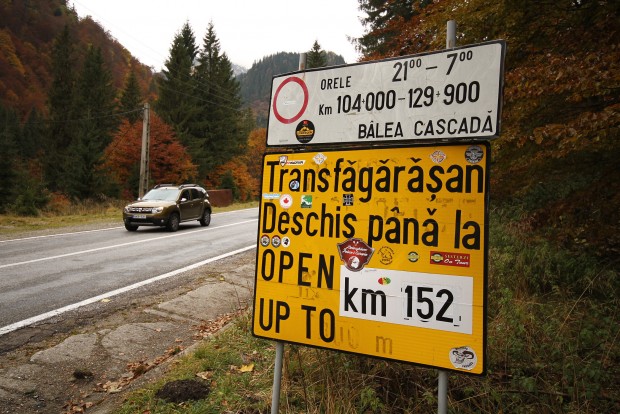 ORELE 21⁰⁰ - 7⁰⁰
Km 104+000-129+900
BÂLEA CASCADĂ
Transfăgărășan
Deschis până la
OPEN
km 152
UP TO
m